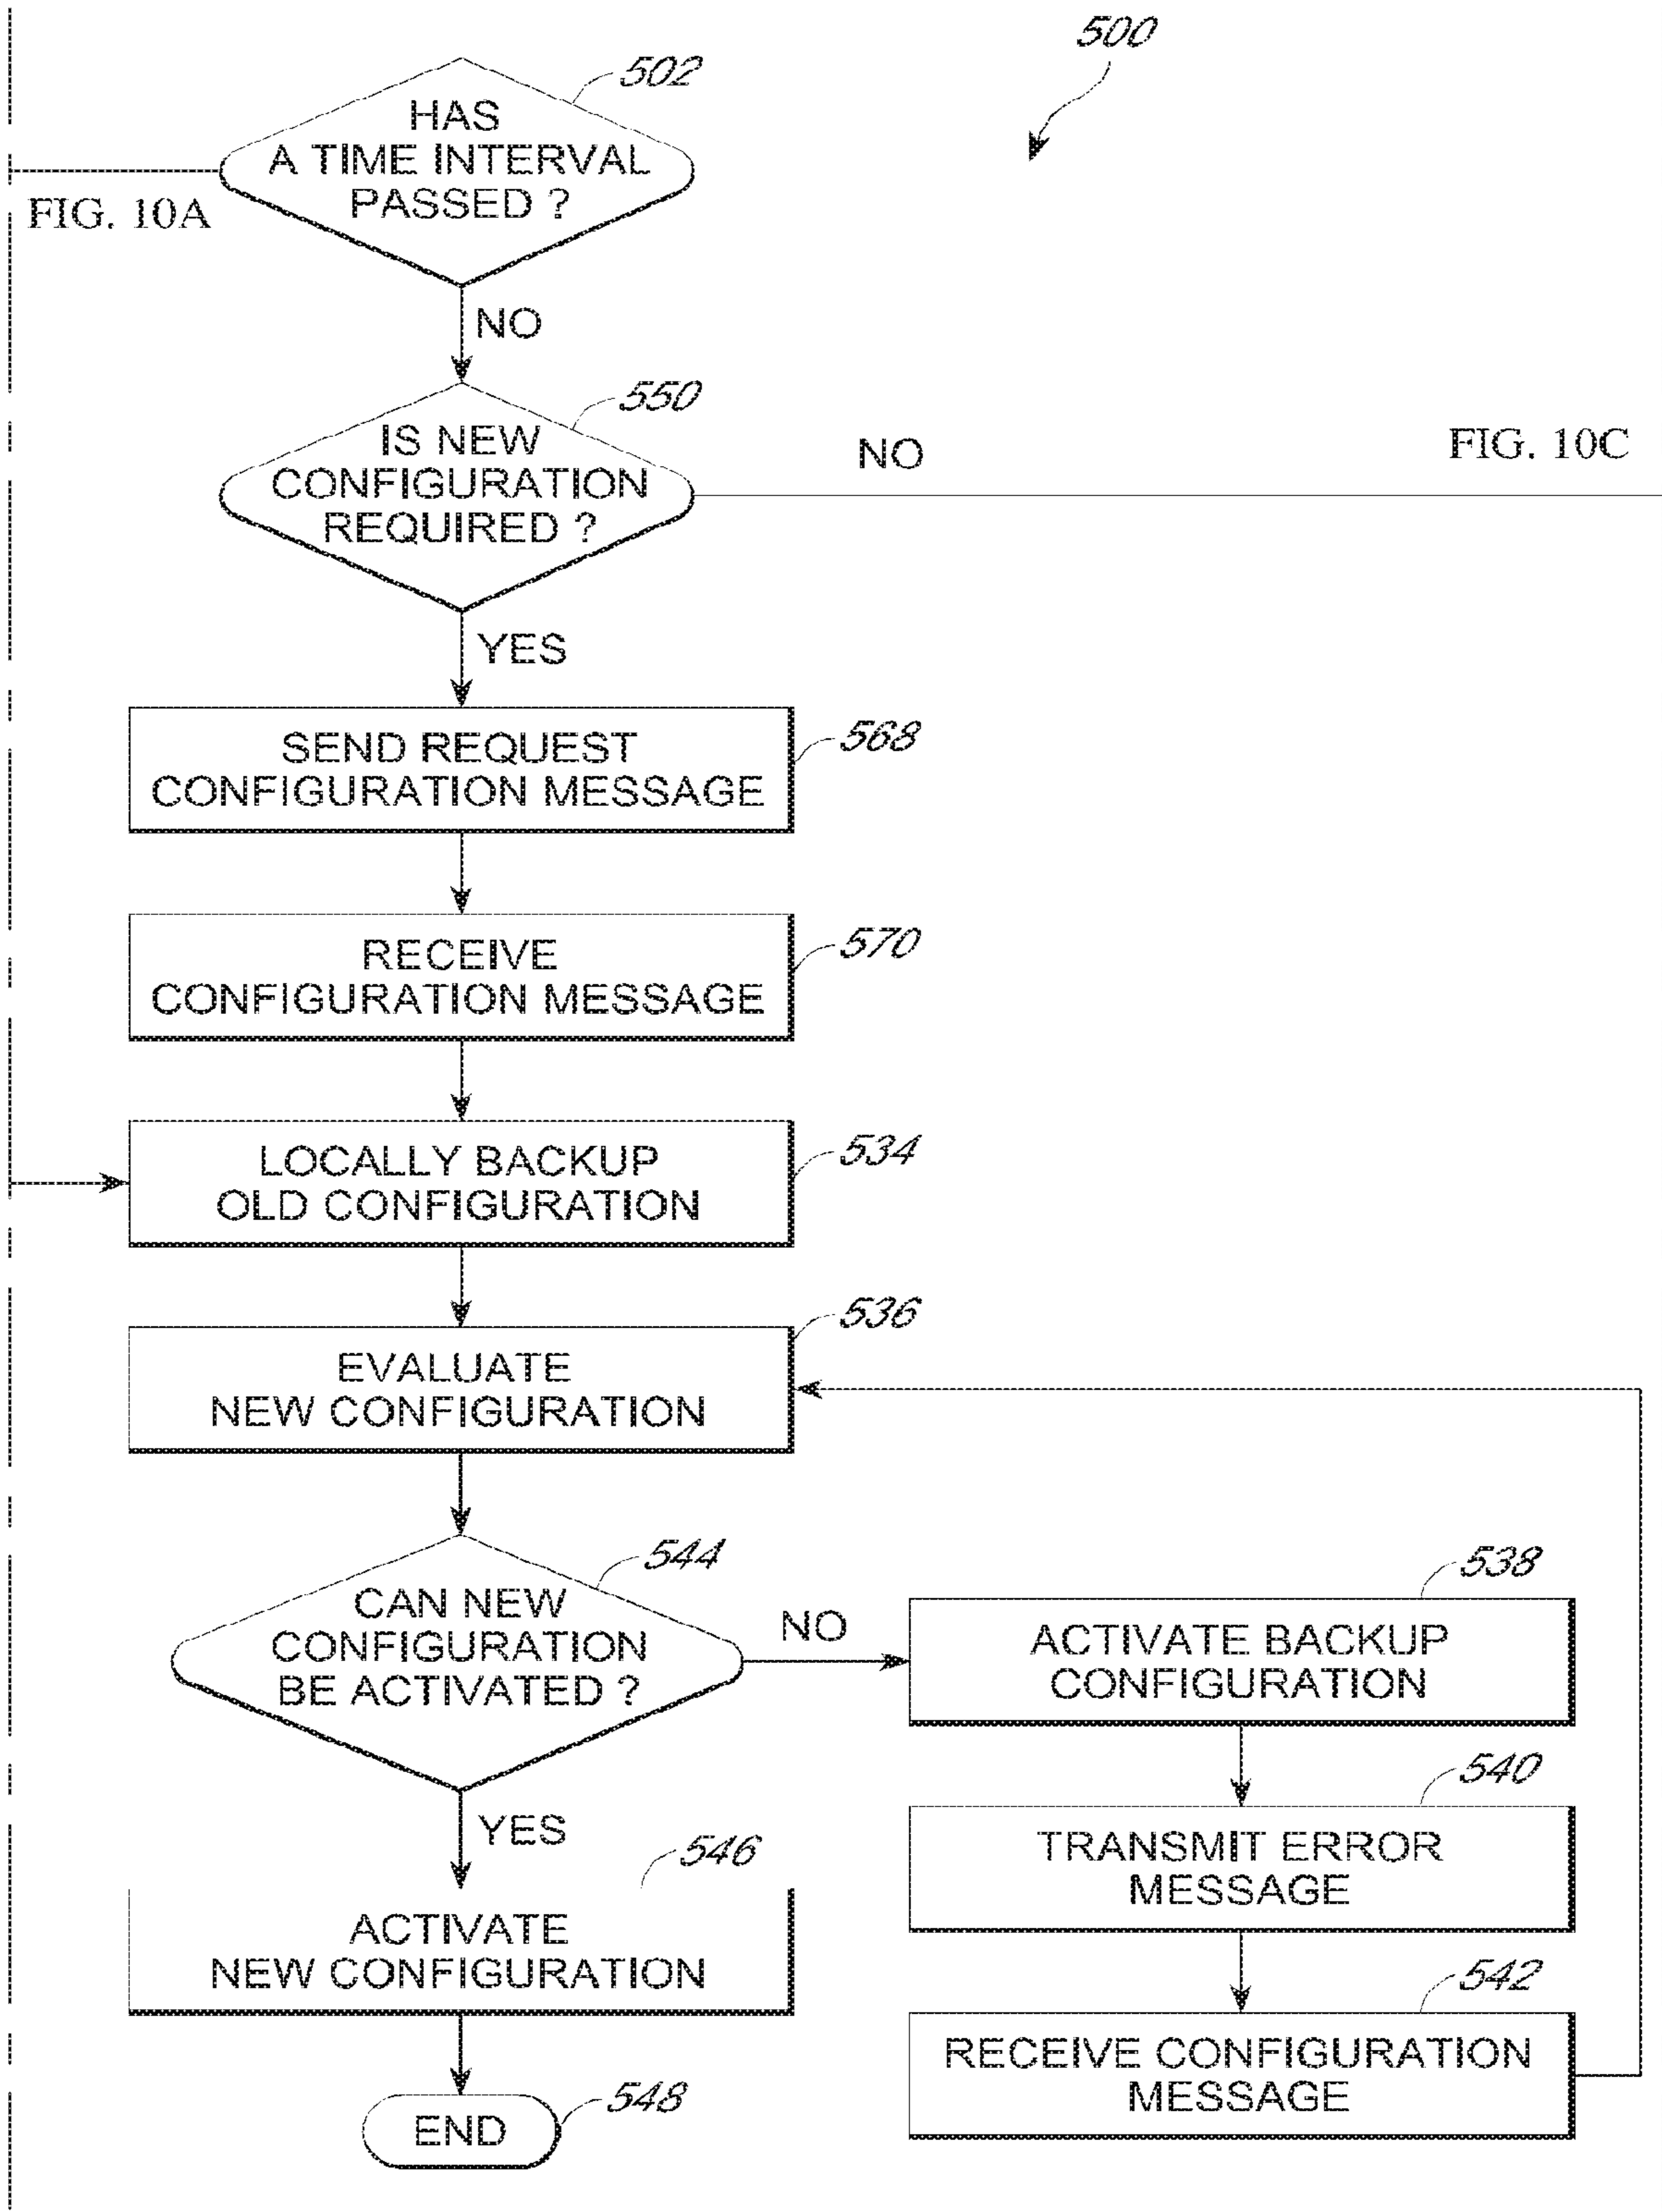 500
502
HAS
A TIME INTERVAL
PASSED ?
FIG. 10A
NO
550
IS NEW
CONFIGURATION
REQUIRED ?
NO
FIG. 10C
YES
568
SEND REQUEST
CONFIGURATION MESSAGE
570
RECEIVE
CONFIGURATION MESSAGE
534
LOCALLY BACKUP
OLD CONFIGURATION
536
EVALUATE
NEW CONFIGURATION
544
CAN NEW
CONFIGURATION
BE ACTIVATED ?
NO
538
ACTIVATE BACKUP
CONFIGURATION
540
TRANSMIT ERROR
MESSAGE
542
RECEIVE CONFIGURATION
MESSAGE
YES
546
ACTIVATE
NEW CONFIGURATION
548
END